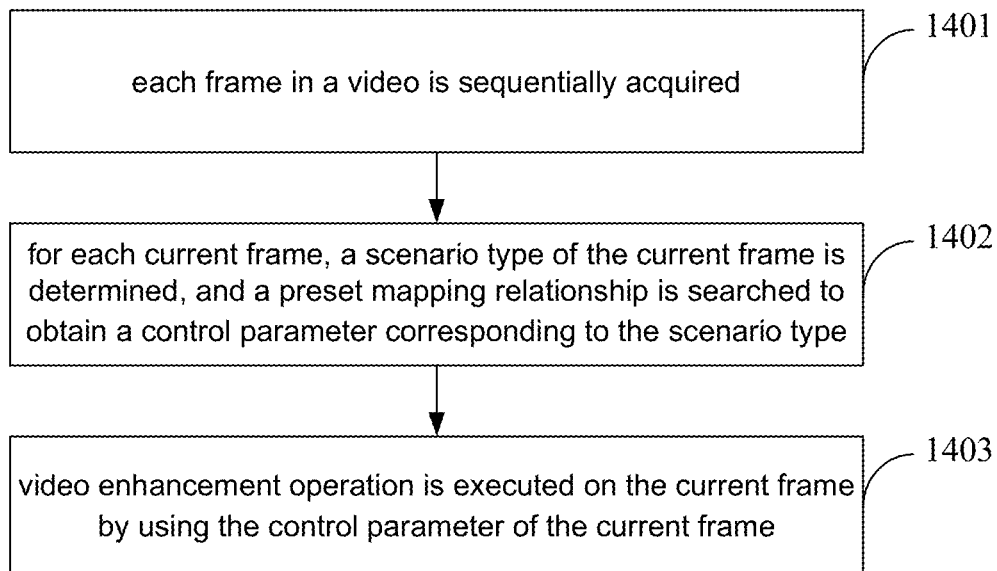 1401
each frame in a video is sequentially acquired
1402
for each current frame, a scenario type of the current frame is
determined, and a preset mapping relationship is searched to
obtain a control parameter corresponding to the scenario type
1403
video enhancement operation is executed on the current frame
by using the control parameter of the current frame